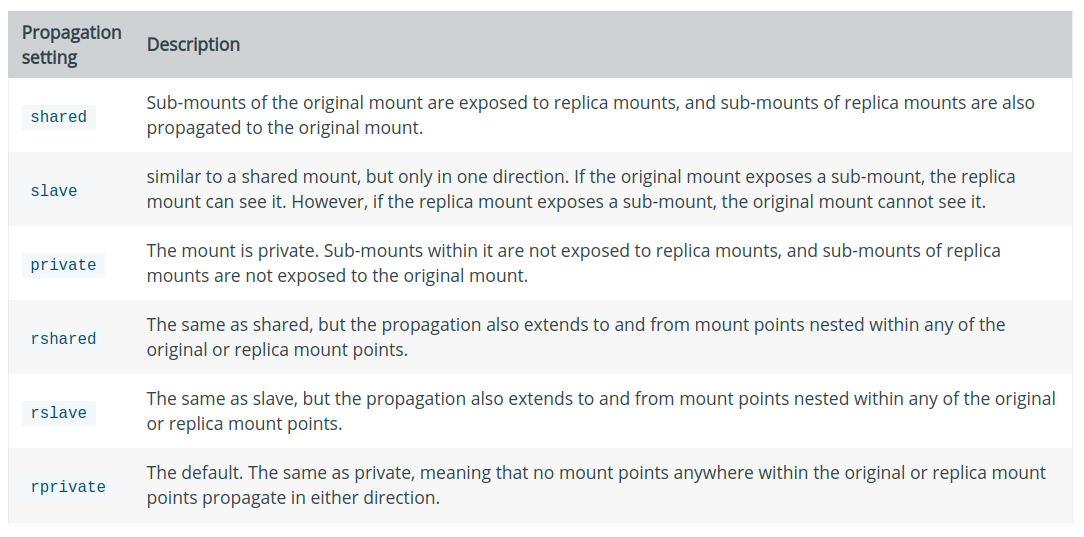 Propagation setting Description
shared Sub-mounts of the original mount are exposed to replica mounts, and sub-mounts of replica mounts are also
propagated to the original mount.
slave similar to a shared mount, but only in one direction. If the original mount exposes a sub-mount, the replica
mount can see it. However, if the replica mount exposes a sub-mount, the original mount cannot see it.
private The mount is private. Sub-mounts within it are not exposed to replica mounts, and sub-mounts of replica
mounts are not exposed to the original mount.
rshared The same as shared, but the propagation also extends to and from mount points nested within any of the
original or replica mount points.
rslave The same as slave, but the propagation also extends to and from mount points nested within any of the original
or replica mount points.
rprivate The default. The same as private, meaning that no mount points anywhere within the original or replica mount
points propagate in either direction.